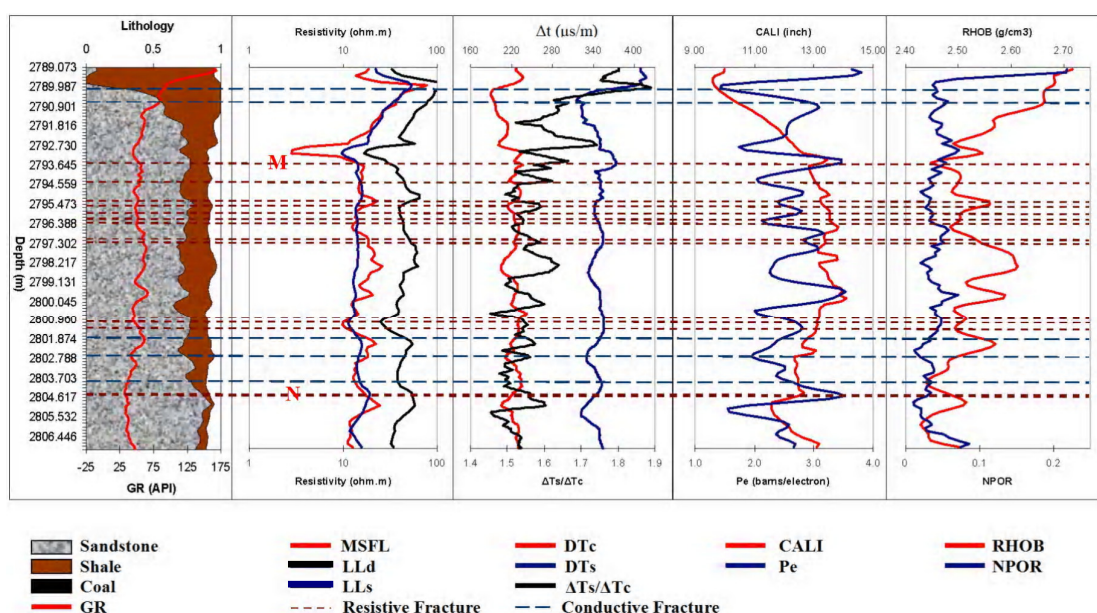 Lithology
0 0.5 1
Resistivity (ohm.m)
1 10 100
Δt (μs/m)
160 220 280 340 400
CALI (inch)
9.00 11.00 13.00 15.00
RHOB (g/cm3)
2.40 2.50 2.60 2.70
Depth (m)
2789.073
2789.987
2790.901
2791.816
2792.730
2793.645
2794.559
2795.473
2796.388
2797.302
2798.217
2799.131
2800.045
2800.960
2801.874
2802.788
2803.703
2804.617
2805.532
2806.446
M
N
-25 25 75 125 175
GR (API)
1 10 100
Resistivity (ohm.m)
1.4 1.5 1.6 1.8 1.9
ΔTs/ΔTc
1.0 2.0 3.0 4.0
Pe (barns/electron)
0 0.1 0.2
NPOR
Sandstone MSFL DTc CALI RHOB
Shale LLd DTs Pe NPOR
Coal LLs ΔTs/ΔTc
GR Resistive Fracture Conductive Fracture